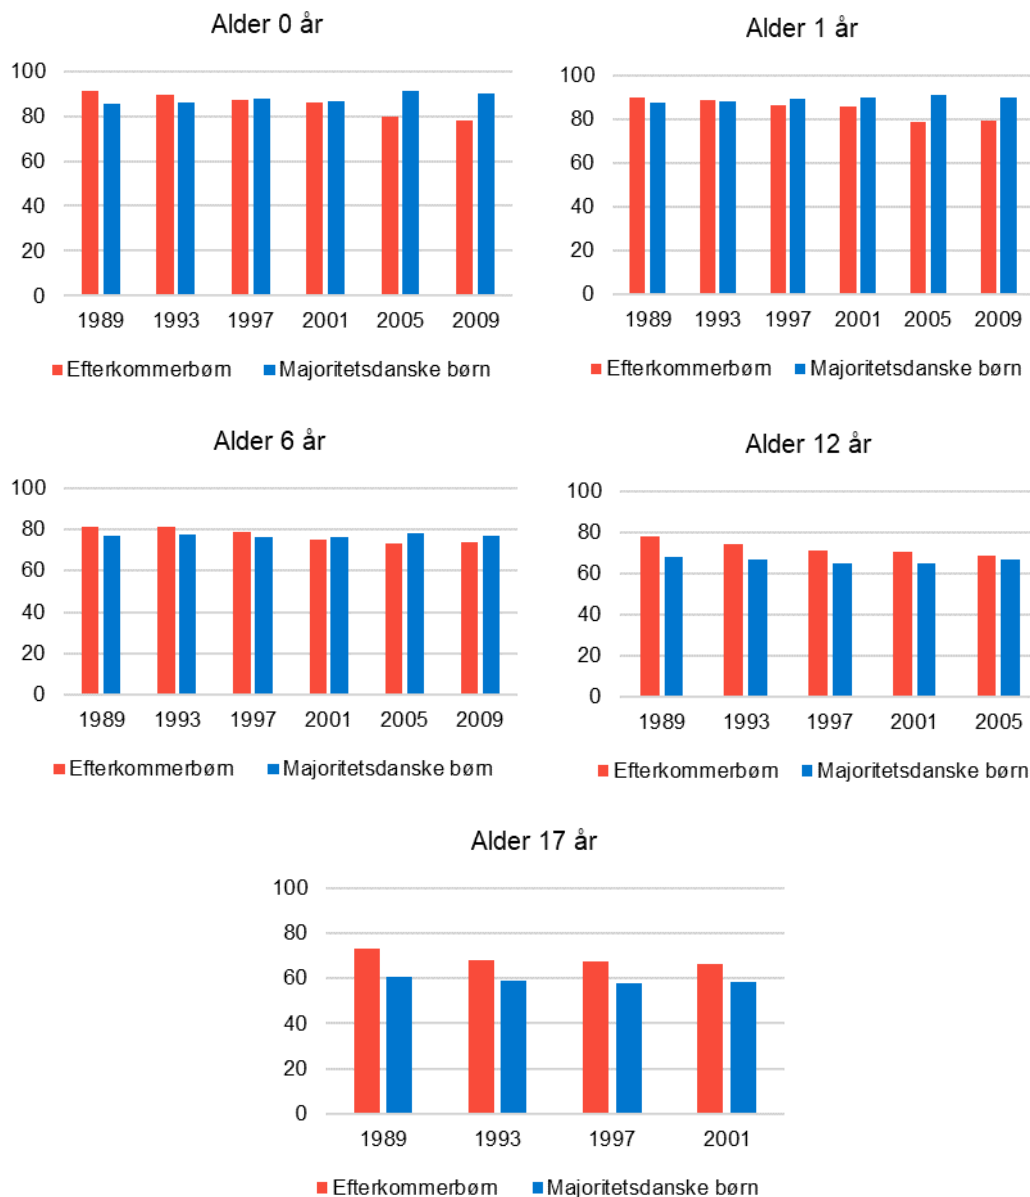 Alder 0 år
100
80
60
40
20
0
1989 1993 1997 2001 2005 2009
Efterkommerbørn Majoritetsdanske børn
Alder 1 år
100
80
60
40
20
0
1989 1993 1997 2001 2005 2009
Efterkommerbørn Majoritetsdanske børn
Alder 6 år
100
80
60
40
20
0
1989 1993 1997 2001 2005 2009
Efterkommerbørn Majoritetsdanske børn
Alder 12 år
100
80
60
40
20
0
1989 1993 1997 2001 2005
Efterkommerbørn Majoritetsdanske børn
Alder 17 år
100
80
60
40
20
0
1989 1993 1997 2001
Efterkommerbørn Majoritetsdanske børn